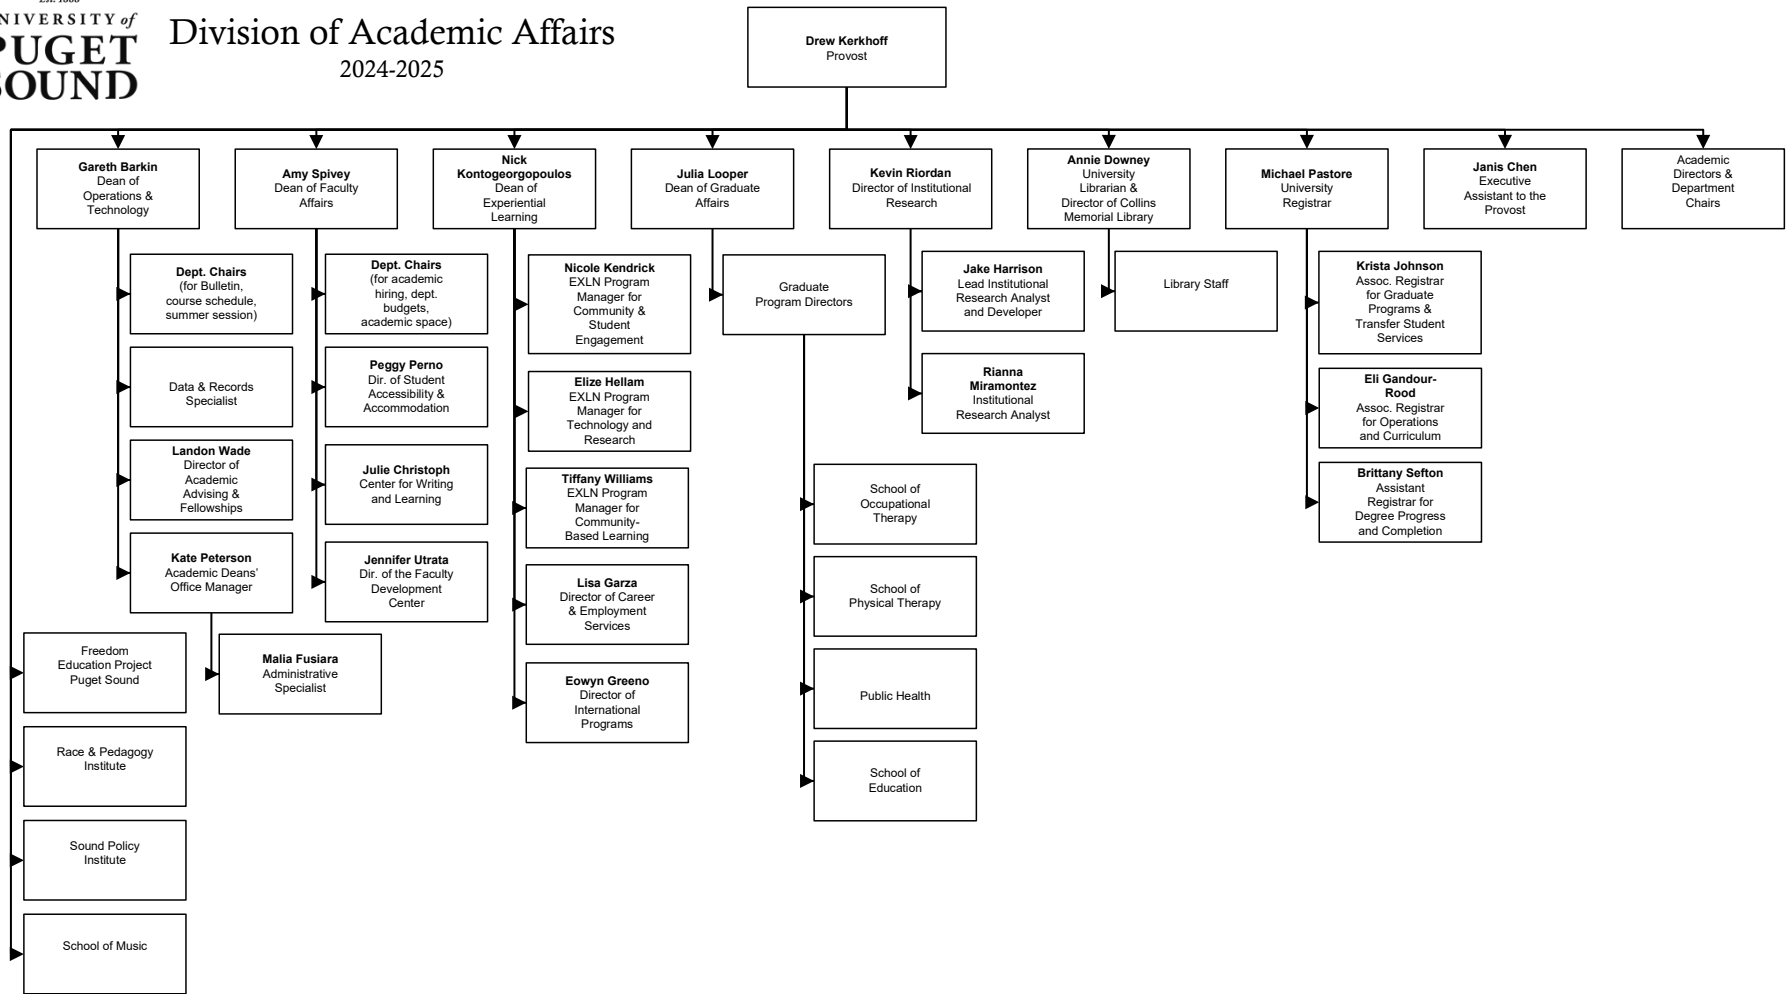 Est. 1888
UNIVERSITY of
PUGET
SOUND
Division of Academic Affairs
2024-2025
Drew Kerkhoff
Provost
Gareth Barkin
Dean of
Operations &
Technology
Amy Spivey
Dean of Faculty
Affairs
Nick
Kontogeorgopoulos
Dean of
Experiential
Learning
Julia Looper
Dean of Graduate
Affairs
Kevin Riordan
Director of Institutional
Research
Annie Downey
University
Librarian &
Director of Collins
Memorial Library
Michael Pastore
University
Registrar
Janis Chen
Executive
Assistant to the
Provost
Academic
Directors &
Department
Chairs
Dept. Chairs
(for Bulletin,
course schedule,
summer session)
Data & Records
Specialist
Landon Wade
Director of
Academic
Advising &
Fellowships
Kate Peterson
Academic Deans'
Office Manager
Malia Fusiara
Administrative
Specialist
Dept. Chairs
(for academic
hiring, dept.
budgets,
academic space)
Peggy Perno
Dir. of Student
Accessibility &
Accommodation
Julie Christoph
Center for Writing
and Learning
Jennifer Utrata
Dir. of the Faculty
Development
Center
Nicole Kendrick
EXLN Program
Manager for
Community &
Student
Engagement
Elize Hellam
EXLN Program
Manager for
Technology and
Research
Tiffany Williams
EXLN Program
Manager for
Community-
Based Learning
Lisa Garza
Director of Career
& Employment
Services
Eowyn Greeno
Director of
International
Programs
Graduate
Program Directors
School of
Occupational
Therapy
School of
Physical Therapy
Public Health
School of
Education
Jake Harrison
Lead Institutional
Research Analyst
and Developer
Rianna
Miramontez
Institutional
Research Analyst
Library Staff
Krista Johnson
Assoc. Registrar
for Graduate
Programs &
Transfer Student
Services
Eli Gandour-
Rood
Assoc. Registrar
for Operations
and Curriculum
Brittany Sefton
Assistant
Registrar for
Degree Progress
and Completion
Freedom
Education Project
Puget Sound
Race & Pedagogy
Institute
Sound Policy
Institute
School of Music